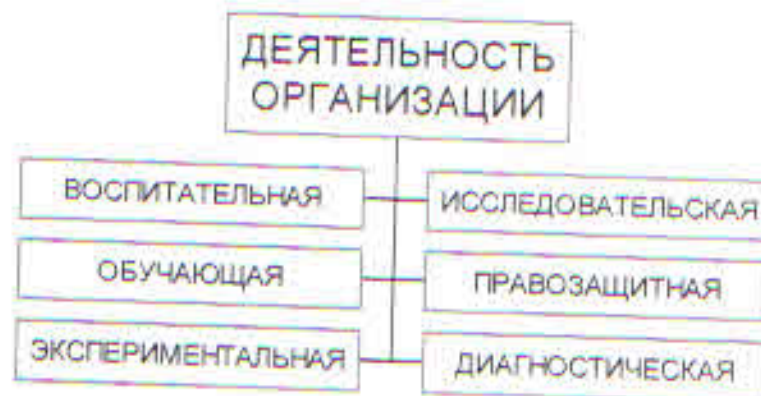 ДЕЯТЕЛЬНОСТЬ
ОРГАНИЗАЦИИ
ВОСПИТАТЕЛЬНАЯ
ИССЛЕДОВАТЕЛЬСКАЯ
ОБУЧАЮЩАЯ
ПРАВОЗАЩИТНАЯ
ЭКСПЕРИМЕНТАЛЬНАЯ
ДИАГНОСТИЧЕСКАЯ